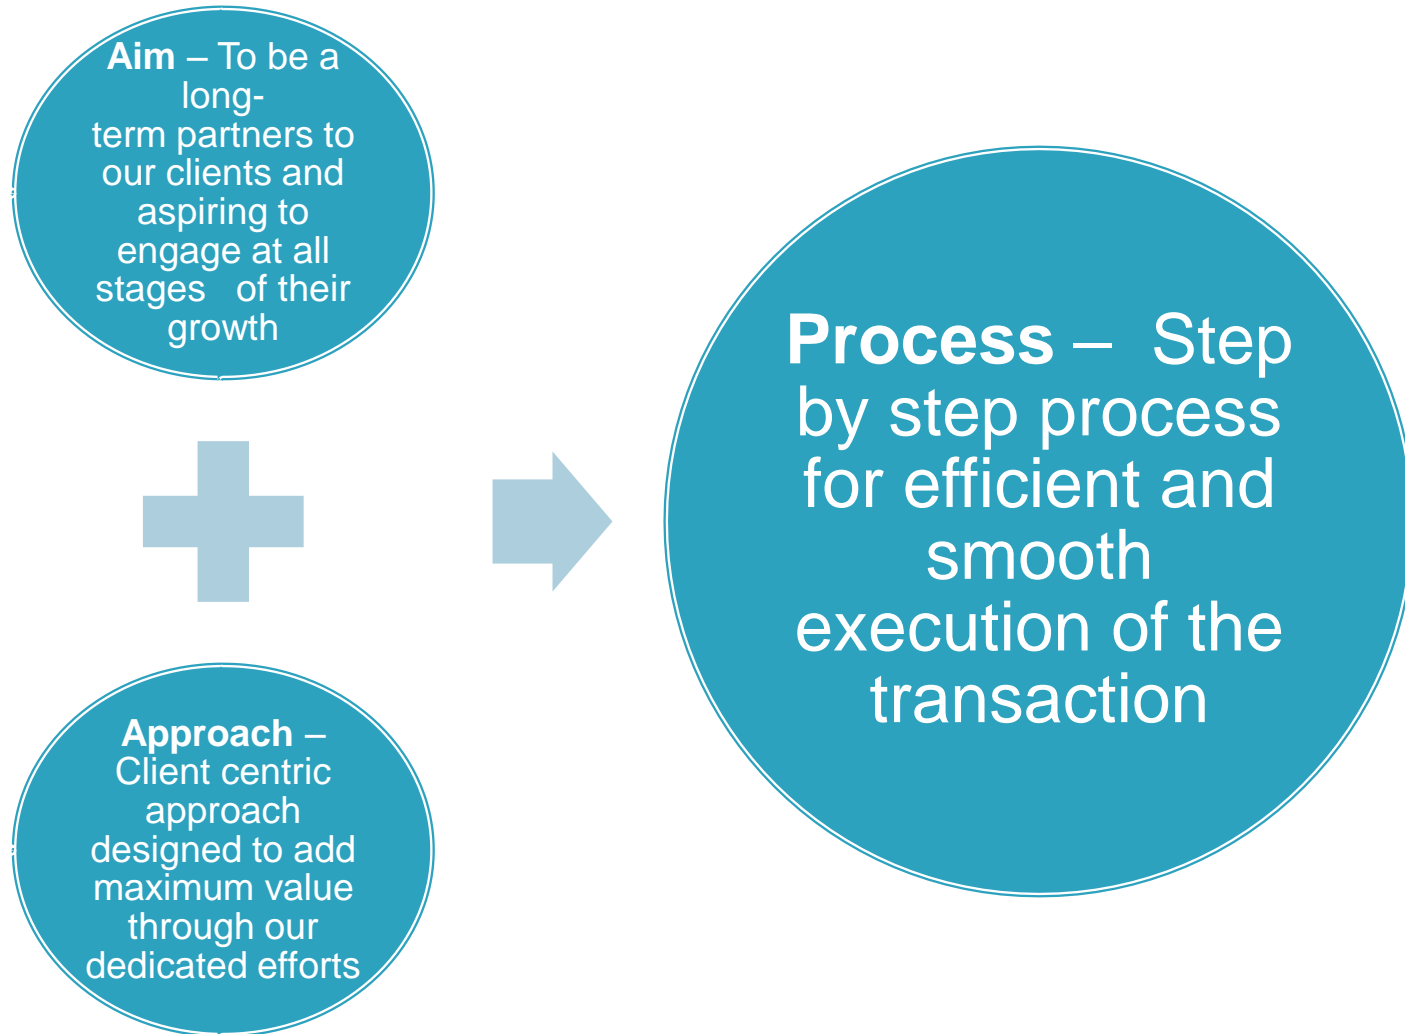 Aim – To be a
long-
term partners to
our clients and
aspiring to
engage at all
stages   of their
growth
Approach –
Client centric
approach
designed to add
maximum value
through our
dedicated efforts
Process –  Step
by step process
for efficient and
smooth
execution of the
transaction